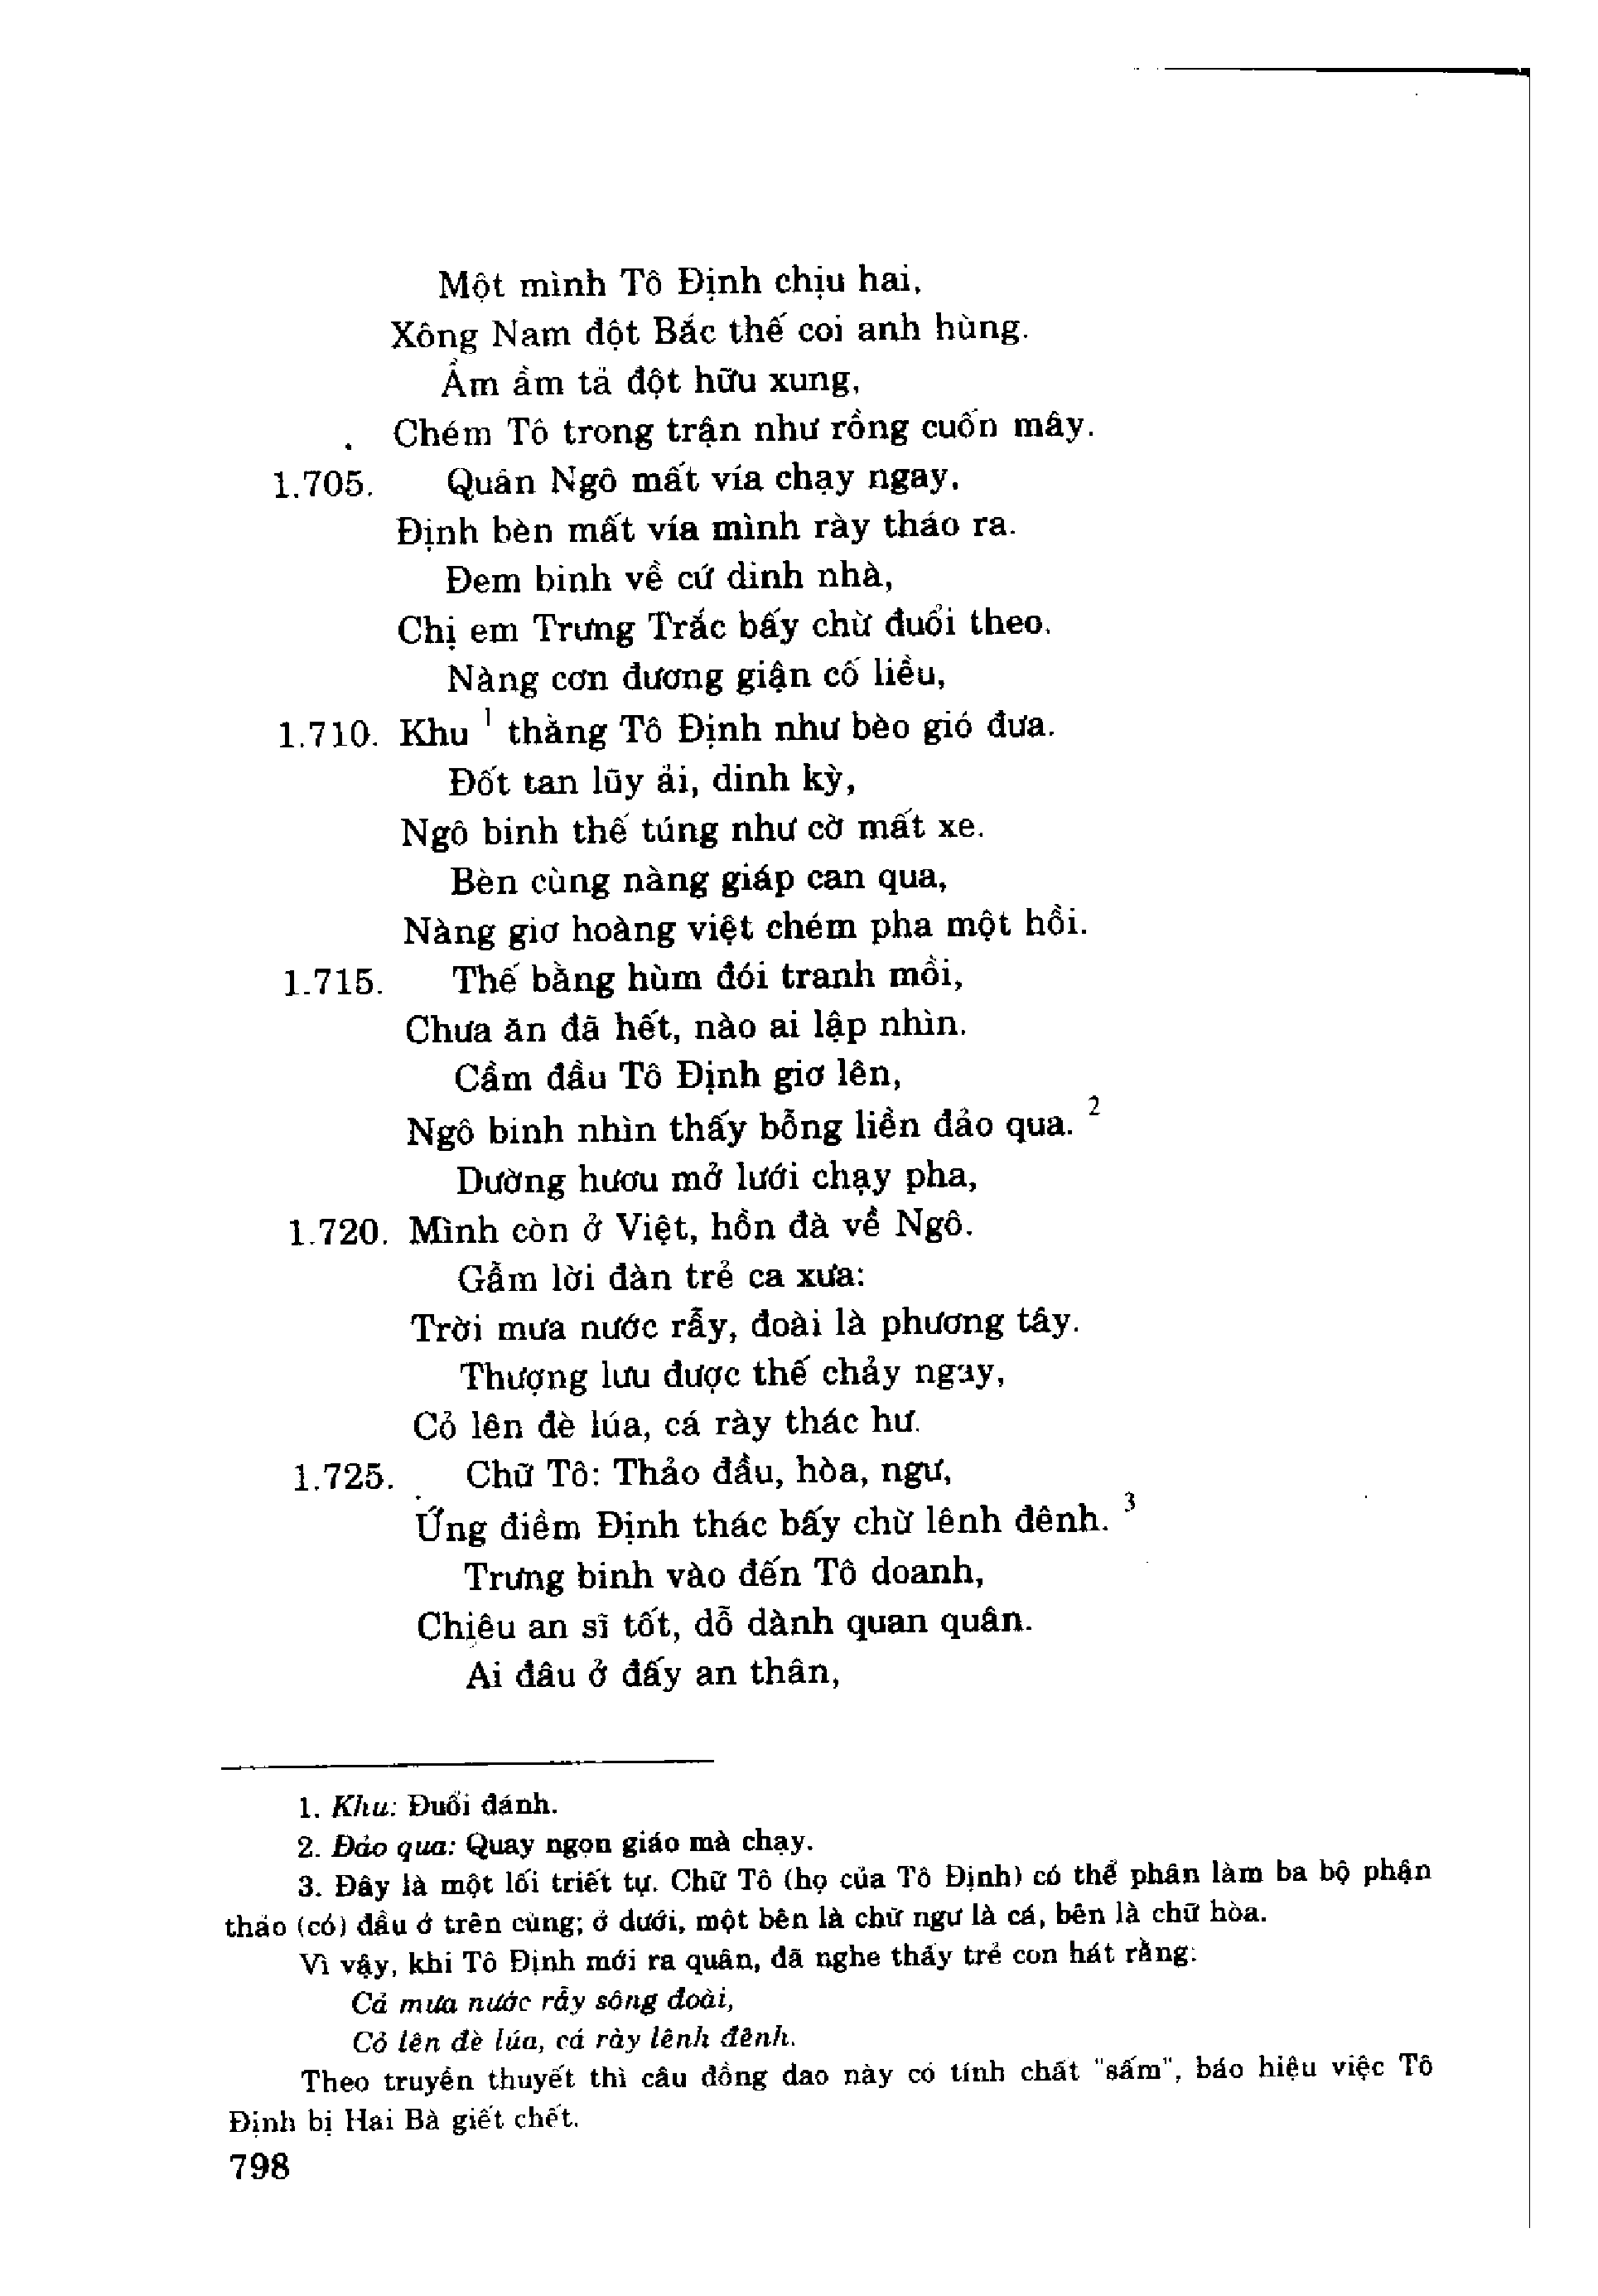 Một mình Tô Định chịu hai,
Xông Nam đột Bắc thế coi anh hùng.
Ầm ầm tả đột hữu xung,
Chém Tô trong trận như rồng cuốn mây.
1.705. Quân Ngô mất vía chạy ngay,
Định bèn mất vía mình rày tháo ra.
Đem binh về cứ dinh nhà,
Chị em Trưng Trắc bấy chừ đuổi theo.
Nàng cơn đương giận cố liều,
1.710. Khu 1 thằng Tô Định như bèo gió đưa.
Đốt tan lũy ải, dinh kỳ,
Ngô binh thế túng như cờ mất xe.
Bèn cùng nàng giáp can qua,
Nàng giơ hoàng việt chém pha một hồi.
1.715. Thế bằng hùm đói tranh mồi,
Chưa ăn đã hết, nào ai lập nhìn.
Cầm đầu Tô Định giơ lên,
Ngô binh nhìn thấy bỗng liền đảo qua. 2
Dường hươu mở lưới chạy pha,
1.720. Mình còn ở Việt, hồn đà về Ngô.
Gẫm lời đàn trẻ ca xưa:
Trời mưa nước rẫy, đoài là phương tây.
Thượng lưu được thế chảy ngay,
Cỏ lên đè lúa, cá rày thác hư.
1.725. Chữ Tô: Thảo đầu, hòa, ngư,
Ứng điềm Định thác bấy chừ lênh đênh. 3
Trưng binh vào đến Tô doanh,
Chiêu an sĩ tốt, dỗ dành quan quân.
Ai đâu ở đấy an thân,
1. Khu: Đuổi đánh.
2. Đảo qua: Quay ngọn giáo mà chạy.
3. Đây là một lối triết tự. Chữ Tô (họ của Tô Định) có thể phân làm ba bộ phận
thảo (cỏ) đầu ở trên cùng; ở dưới, một bên là chữ ngư là cá, bên là chữ hòa.
Vì vậy, khi Tô Định mới ra quân, đã nghe thấy trẻ con hát rằng:
Cả mưa nước rẫy sông đoài,
Cỏ lên đè lúa, cá rày lênh đênh.
Theo truyền thuyết thì câu đồng dao này có tính chất "sấm", báo hiệu việc Tô
Định bị Hai Bà giết chết.
798